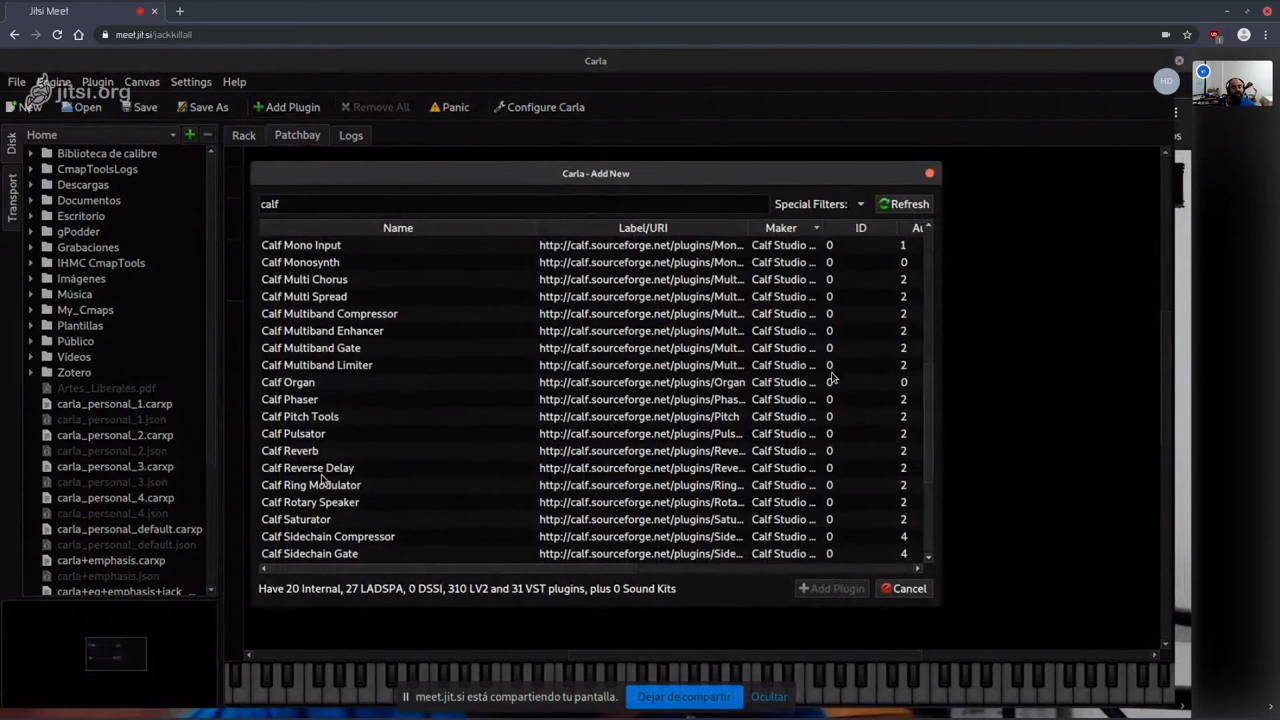 Jitsi Meet
meet.jit.si/jackkillall
Carla
HD
File Engine Plugin Canvas Settings Help
jitsi.org
New Open Save Save As Add Plugin Remove All Panic Configure Carla
Disk
Transport
Home
Rack Patchbay Logs
Biblioteca de calibre
CmapToolsLogs
Descargas
Documentos
Escritorio
gPodder
Grabaciones
IHMC CmapTools
Imágenes
Música
My_Cmaps
Plantillas
Público
Vídeos
Zotero
Artes_Liberales.pdf
carla_personal_1.carxp
carla_personal_1.json
carla_personal_2.carxp
carla_personal_2.json
carla_personal_3.carxp
carla_personal_3.json
carla_personal_4.carxp
carla_personal_4.json
carla_personal_default.carxp
carla_personal_default.json
carla+emphasis.carxp
carla+emphasis.json
carla+eq+emphasis+jack_...
Carla - Add New
calf Special Filters: Refresh
Name Label/URI Maker ID Au
Calf Mono Input http://calf.sourceforge.net/plugins/Mon... Calf Studio ... 0 1
Calf Monosynth http://calf.sourceforge.net/plugins/Mon... Calf Studio ... 0 0
Calf Multi Chorus http://calf.sourceforge.net/plugins/Mult... Calf Studio ... 0 2
Calf Multi Spread http://calf.sourceforge.net/plugins/Mult... Calf Studio ... 0 2
Calf Multiband Compressor http://calf.sourceforge.net/plugins/Mult... Calf Studio ... 0 2
Calf Multiband Enhancer http://calf.sourceforge.net/plugins/Mult... Calf Studio ... 0 2
Calf Multiband Gate http://calf.sourceforge.net/plugins/Mult... Calf Studio ... 0 2
Calf Multiband Limiter http://calf.sourceforge.net/plugins/Mult... Calf Studio ... 0 2
Calf Organ http://calf.sourceforge.net/plugins/Organ Calf Studio ... 0 0
Calf Phaser http://calf.sourceforge.net/plugins/Phas... Calf Studio ... 0 2
Calf Pitch Tools http://calf.sourceforge.net/plugins/Pitch Calf Studio ... 0 2
Calf Pulsator http://calf.sourceforge.net/plugins/Puls... Calf Studio ... 0 2
Calf Reverb http://calf.sourceforge.net/plugins/Reve... Calf Studio ... 0 2
Calf Reverse Delay http://calf.sourceforge.net/plugins/Reve... Calf Studio ... 0 2
Calf Ring Modulator http://calf.sourceforge.net/plugins/Ring... Calf Studio ... 0 2
Calf Rotary Speaker http://calf.sourceforge.net/plugins/Rota... Calf Studio ... 0 2
Calf Saturator http://calf.sourceforge.net/plugins/Satu... Calf Studio ... 0 2
Calf Sidechain Compressor http://calf.sourceforge.net/plugins/Side... Calf Studio ... 0 4
Calf Sidechain Gate http://calf.sourceforge.net/plugins/Side... Calf Studio ... 0 4
Have 20 Internal, 27 LADSPA, 0 DSSI, 310 LV2 and 31 VST plugins, plus 0 Sound Kits
Add Plugin Cancel
meet.jit.si está compartiendo tu pantalla. Dejar de compartir Ocultar